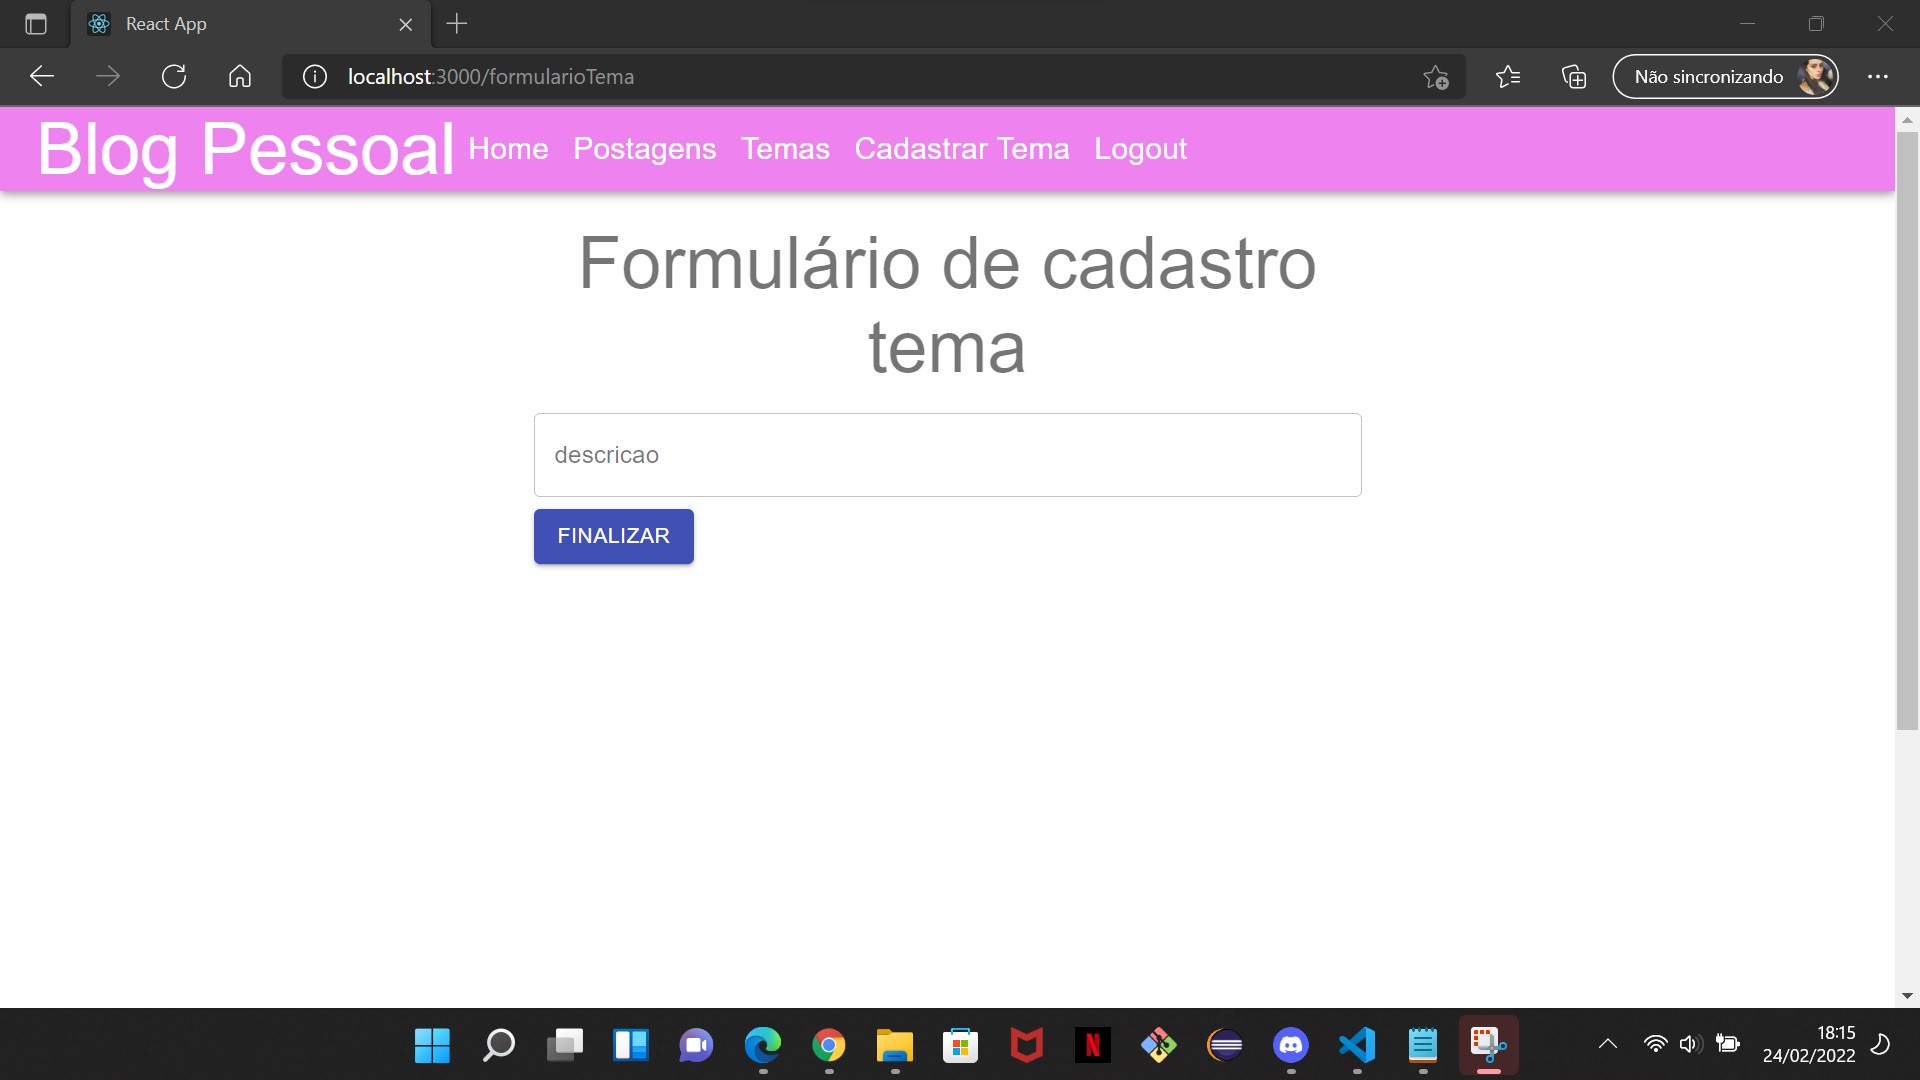 React App
localhost:3000/formularioTema
Não sincronizando
Blog Pessoal Home Postagens Temas Cadastrar Tema Logout
Formulário de cadastro
tema
descricao
FINALIZAR
N
18:15
24/02/2022